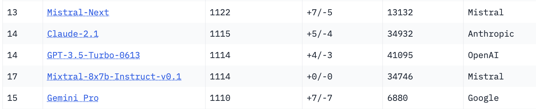 13 Mistral-Next 1122 +7/-5 13132 Mistral
14 Claude-2.1 1115 +5/-4 34932 Anthropic
14 GPT-3.5-Turbo-0613 1114 +4/-3 41095 OpenAI
17 Mixtral-8x7b-Instruct-v0.1 1114 +0/-0 34746 Mistral
15 Gemini Pro 1110 +7/-7 6880 Google